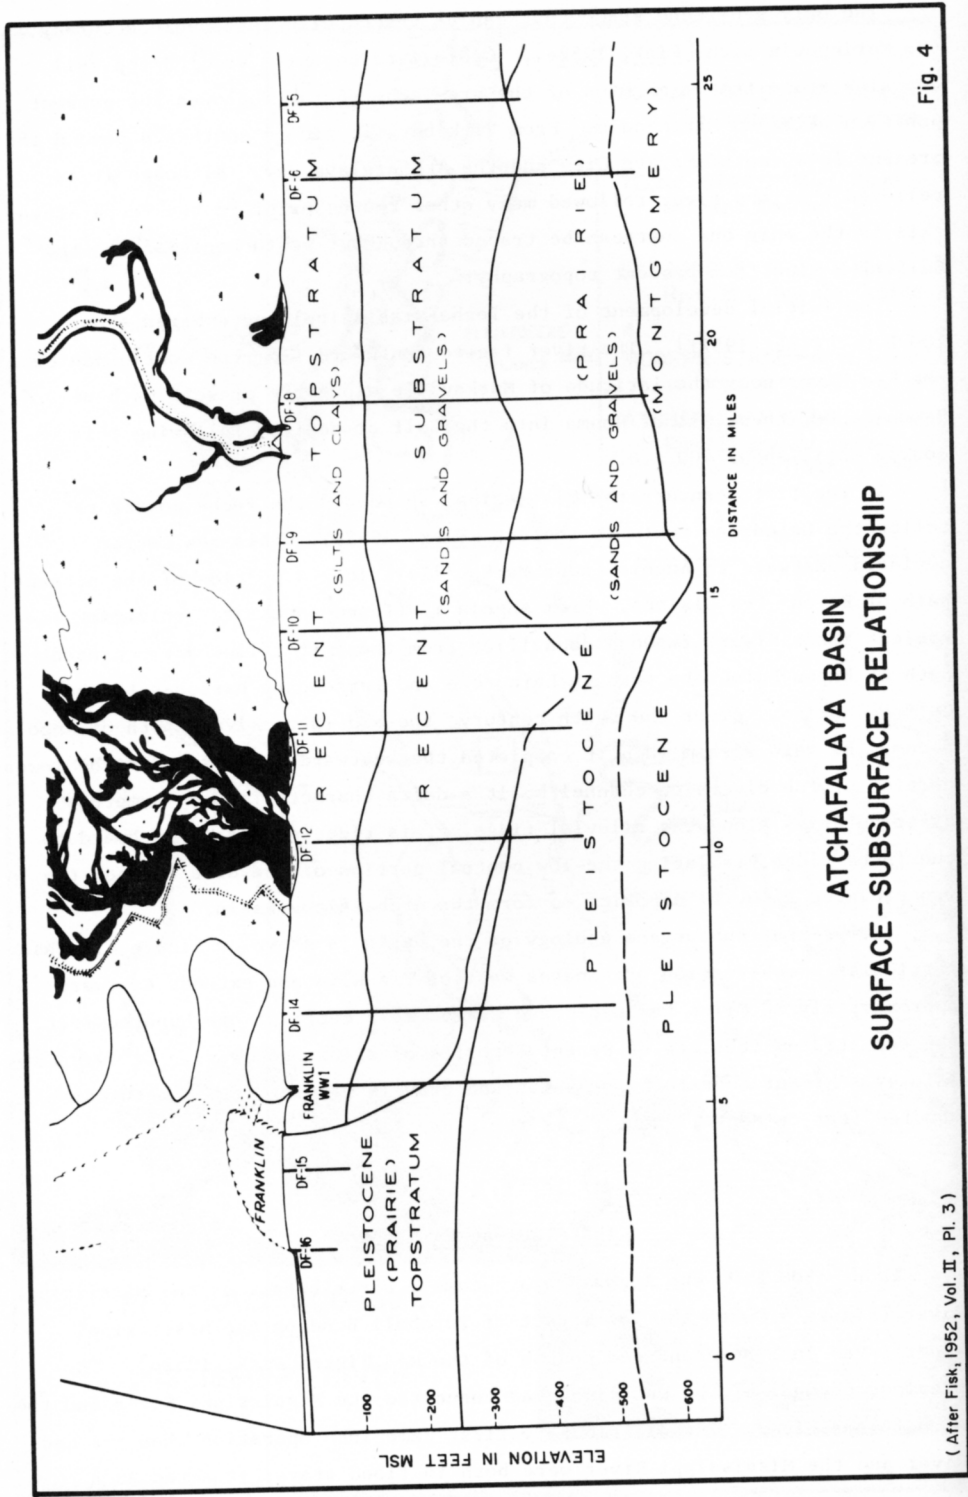 DF-16
DF-15
FRANKLIN
FRANKLIN
WW1
DF-14
DF-12
DF-11
DF-10
DF-9
DF-8
DF-6
DF-5
RECENT TOPSTRATUM
(SILTS AND CLAYS)
RECENT SUBSTRATUM
(SANDS AND GRAVELS)
PLEISTOCENE
(PRAIRIE)
TOPSTRATUM
PLEISTOCENE (PRAIRIE)
(SANDS AND GRAVELS)
PLEISTOCENE (MONTGOMERY)
ELEVATION IN FEET MSL
-100
-200
-300
-400
-500
-600
0 5 15 20 25
DISTANCE IN MILES
10
ATCHAFALAYA BASIN
SURFACE-SUBSURFACE RELATIONSHIP
(After Fisk, 1952, Vol. II, Pl. 3)
Fig. 4